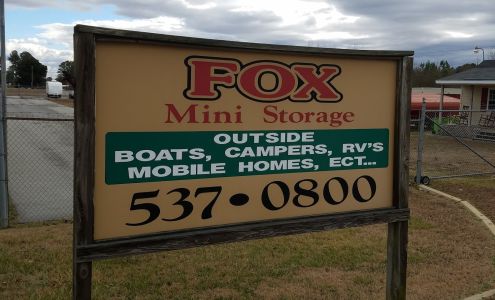 FOX
Mini Storage
OUTSIDE
BOATS, CAMPERS, RV'S
MOBILE HOMES, ECT...
537•0800